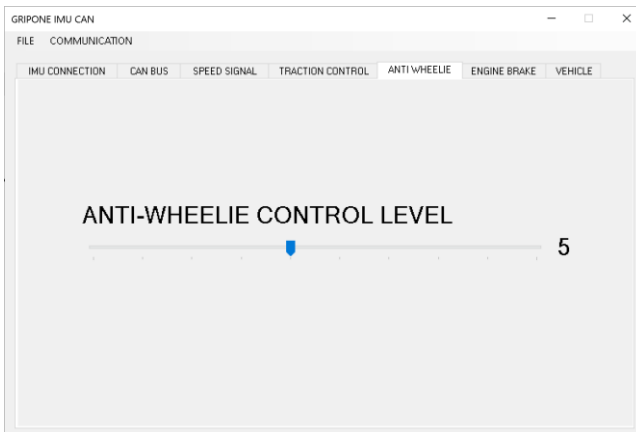 GRIPONE IMU CAN
FILE COMMUNICATION
IMU CONNECTION CAN BUS SPEED SIGNAL TRACTION CONTROL ANTI WHEELIE ENGINE BRAKE VEHICLE
ANTI-WHEELIE CONTROL LEVEL
5